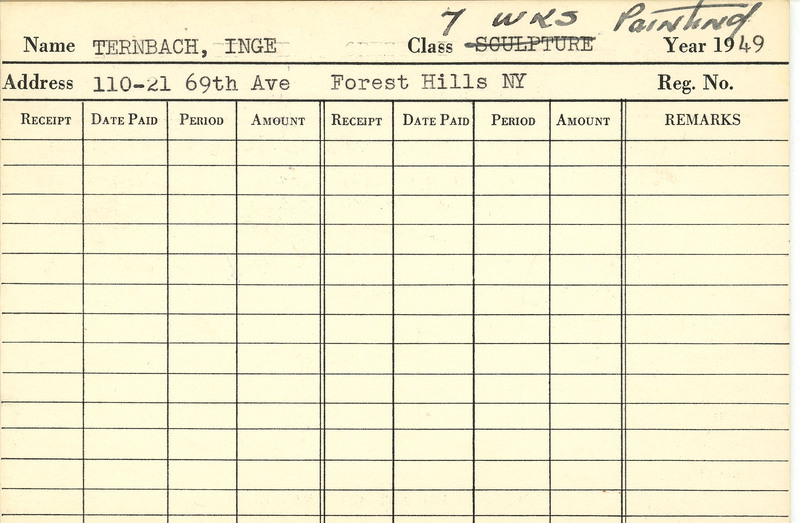 7 WKS Painting
Name TERNBACH, INGE Class SCULPTURE Year 1949
Address 110-21 69th Ave Forest Hills NY Reg. No.
RECEIPT DATE PAID PERIOD AMOUNT RECEIPT DATE PAID PERIOD AMOUNT REMARKS